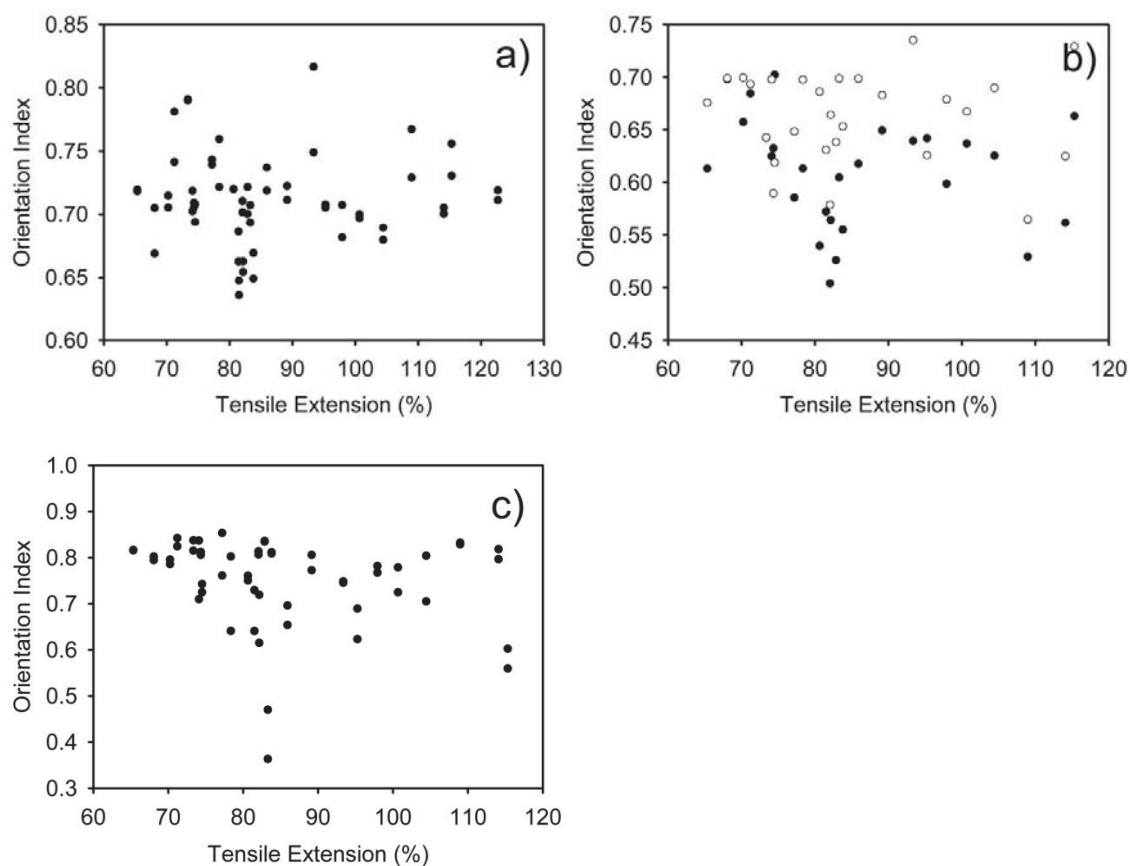 0.85
0.80
0.75
0.70
0.65
0.60
Orientation Index
a)
60 70 80 90 100 110 120 130
Tensile Extension (%)
0.75
0.70
0.65
0.60
0.55
0.50
0.45
Orientation Index
b)
60 70 80 90 100 110 120
Tensile Extension (%)
1.0
0.9
0.8
0.7
0.6
0.5
0.4
0.3
Orientation Index
c)
60 70 80 90 100 110 120
Tensile Extension (%)